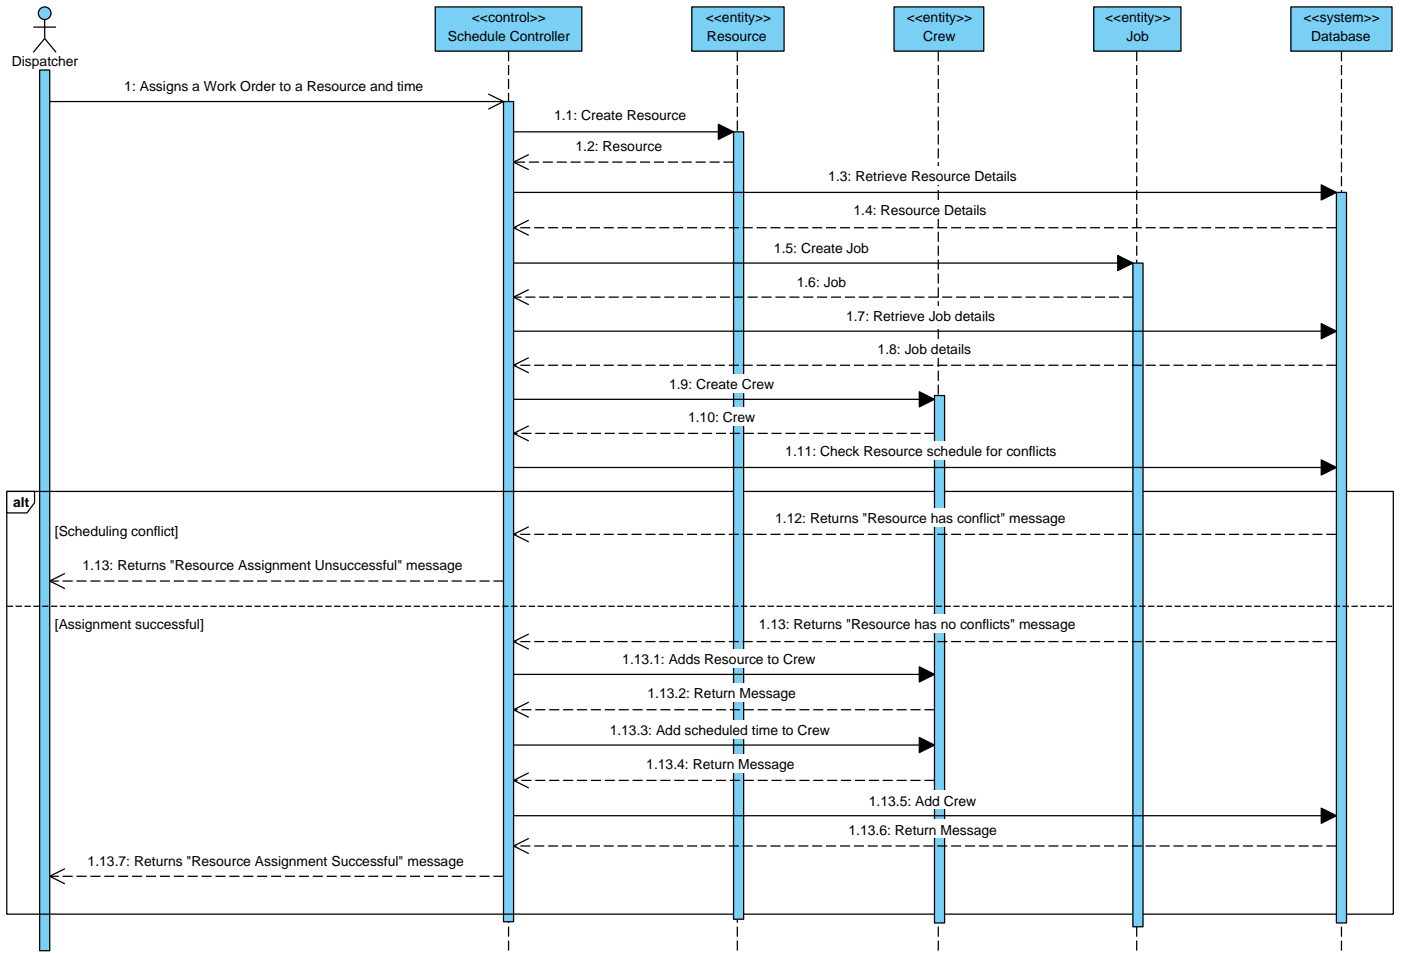 <<control>>
Schedule Controller
<<entity>>
Resource
<<entity>>
Crew
<<entity>>
Job
<<system>>
Database
Dispatcher
1: Assigns a Work Order to a Resource and time
1.1: Create Resource
1.2: Resource
1.3: Retrieve Resource Details
1.4: Resource Details
1.5: Create Job
1.6: Job
1.7: Retrieve Job details
1.8: Job details
1.9: Create Crew
1.10: Crew
1.11: Check Resource schedule for conflicts
alt
[Scheduling conflict]
1.12: Returns "Resource has conflict" message
1.13: Returns "Resource Assignment Unsuccessful" message
[Assignment successful]
1.13: Returns "Resource has no conflicts" message
1.13.1: Adds Resource to Crew
1.13.2: Return Message
1.13.3: Add scheduled time to Crew
1.13.4: Return Message
1.13.5: Add Crew
1.13.6: Return Message
1.13.7: Returns "Resource Assignment Successful" message